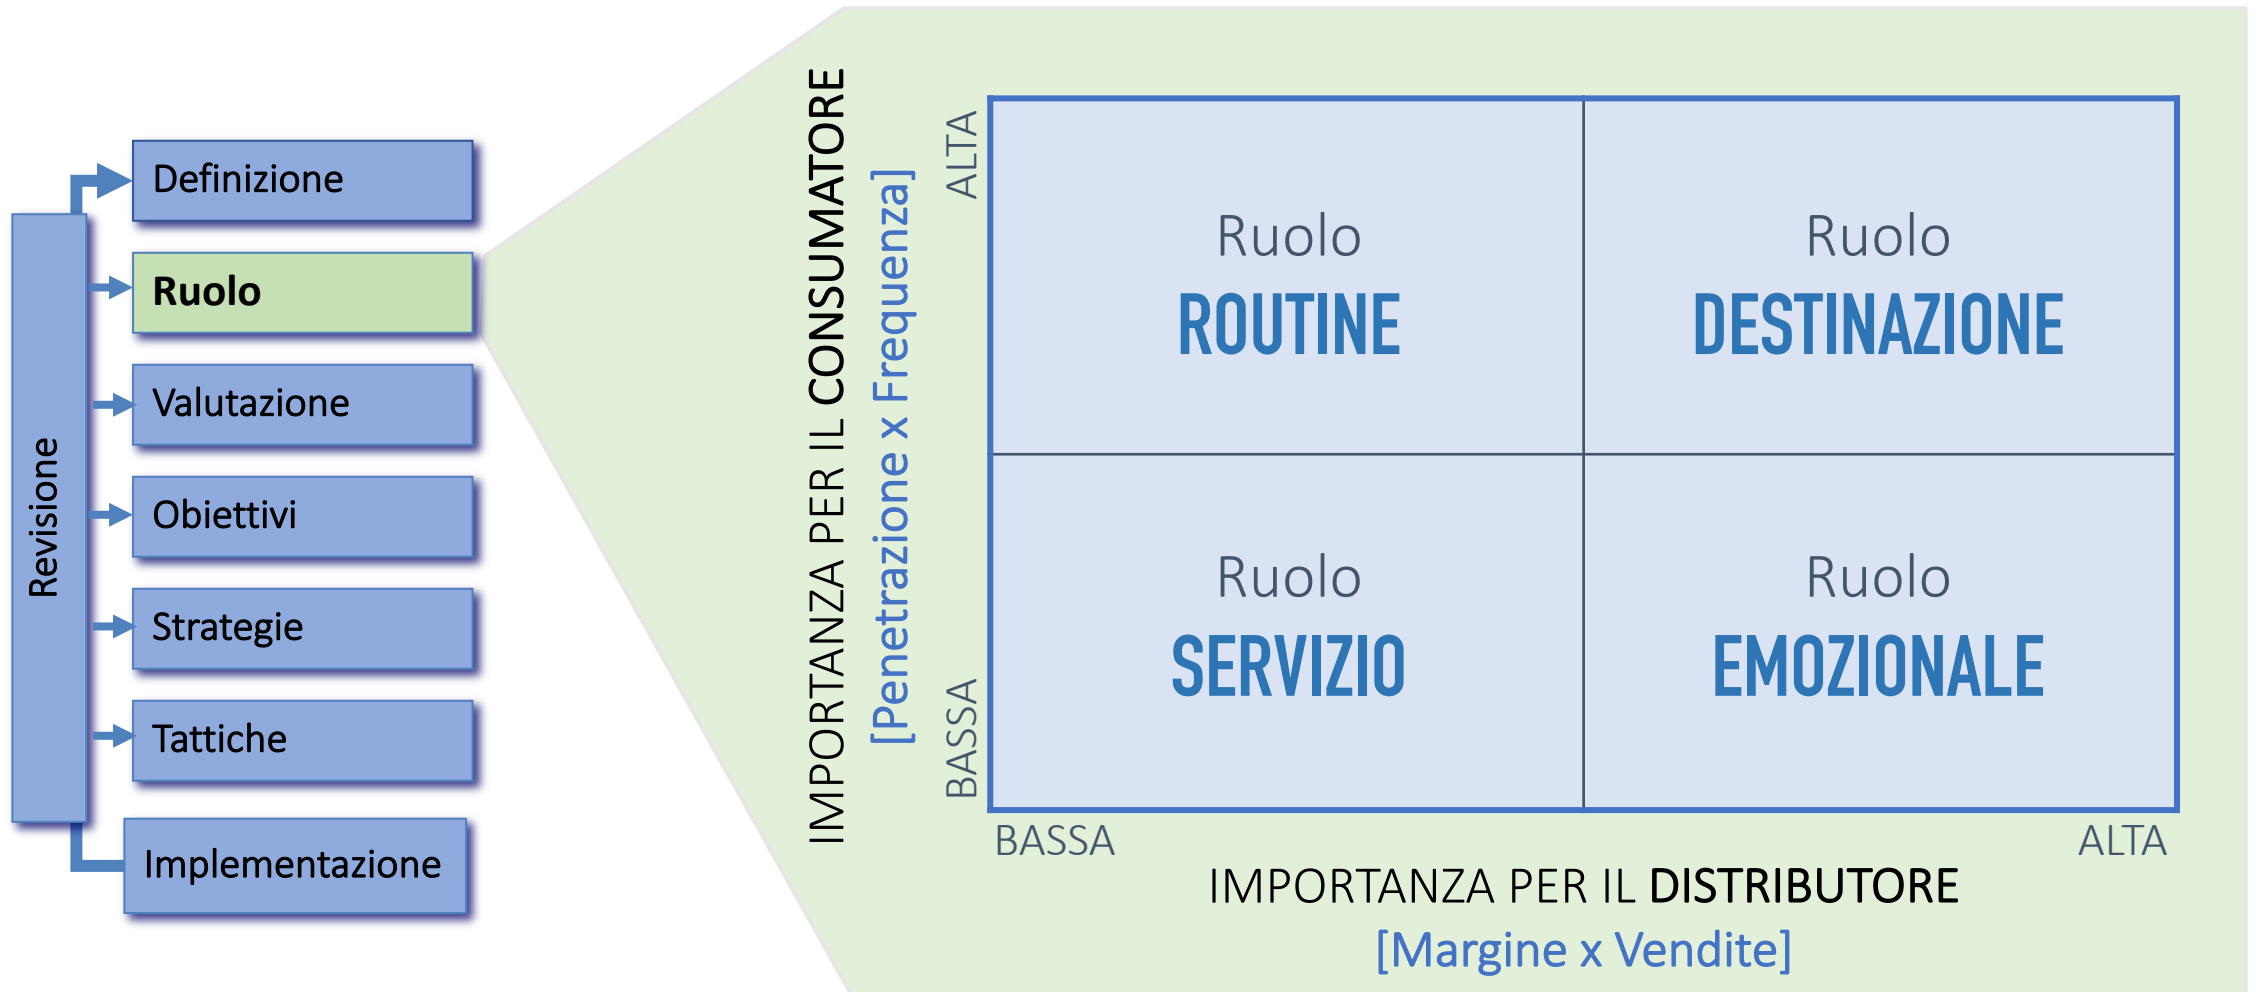 Revisione
Definizione
Ruolo
Valutazione
Obiettivi
Strategie
Tattiche
Implementazione
IMPORTANZA PER IL CONSUMATORE
[Penetrazione x Frequenza]
ALTA
BASSA
Ruolo
ROUTINE
Ruolo
DESTINAZIONE
Ruolo
SERVIZIO
Ruolo
EMOZIONALE
BASSA
ALTA
IMPORTANZA PER IL DISTRIBUTORE
[Margine x Vendite]